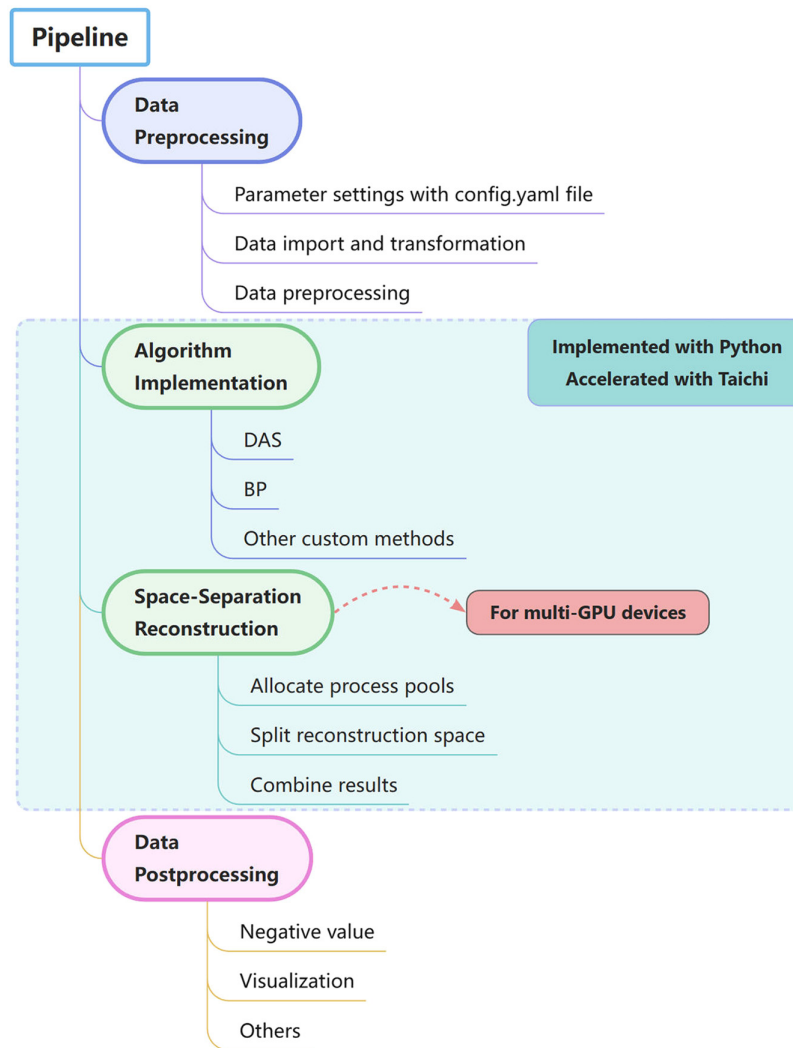 Pipeline
Data
Preprocessing
Parameter settings with config.yaml file
Data import and transformation
Data preprocessing
Algorithm
Implementation
Implemented with Python
Accelerated with Taichi
DAS
BP
Other custom methods
Space-Separation
Reconstruction
For multi-GPU devices
Allocate process pools
Split reconstruction space
Combine results
Data
Postprocessing
Negative value
Visualization
Others